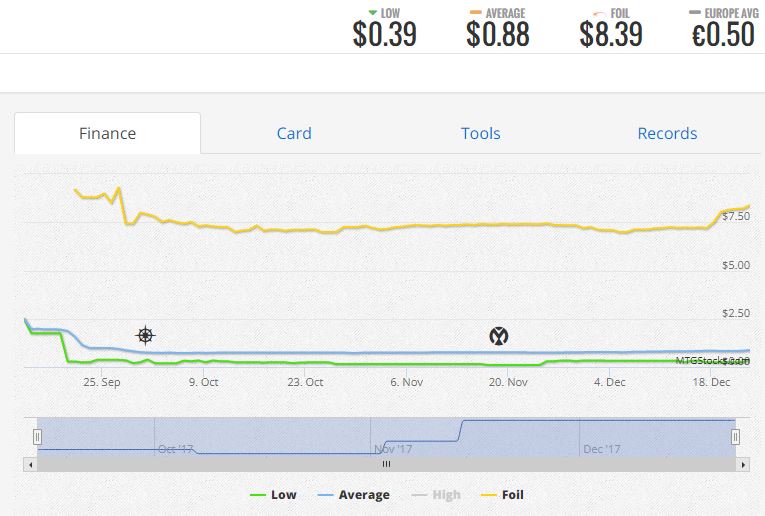 LOW AVERAGE FOIL EUROPE AVG
$0.39 $0.88 $8.39 €0.50
Finance Card Tools Records
$7.50
$5.00
$2.50
MTGStocks.com $0.00
25. Sep 9. Oct 23. Oct 6. Nov 20. Nov 4. Dec 18. Dec
Oct '17 Nov '17 Dec '17
Low Average High Foil